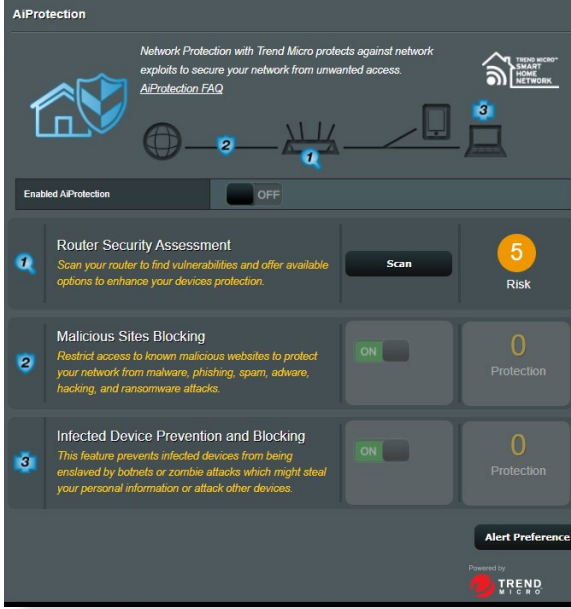 AiProtection
Network Protection with Trend Micro protects against network
exploits to secure your network from unwanted access.
AiProtection FAQ
TREND MICRO™
SMART
HOME
NETWORK
2
1
3
Enabled AiProtection
OFF
1
Router Security Assessment
Scan your router to find vulnerabilities and offer available
options to enhance your devices protection.
Scan
5
Risk
2
Malicious Sites Blocking
Restrict access to known malicious websites to protect
your network from malware, phishing, spam, adware,
hacking, and ransomware attacks.
ON
0
Protection
3
Infected Device Prevention and Blocking
This feature prevents infected devices from being
enslaved by botnets or zombie attacks which might steal
your personal information or attack other devices.
ON
0
Protection
Alert Preference
Powered by
TREND
MICRO